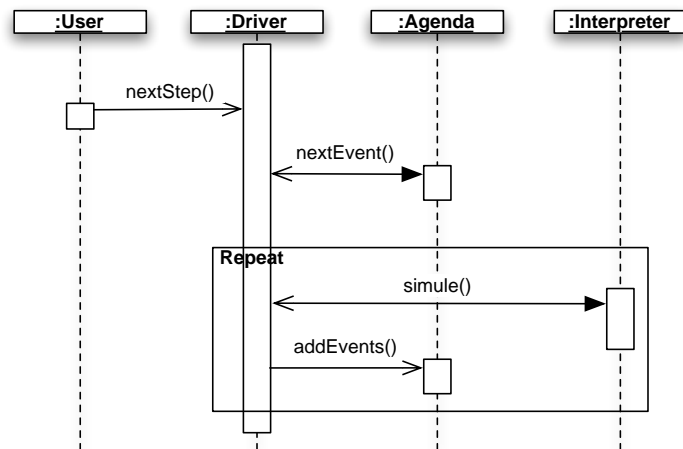 :User
:Driver
:Agenda
:Interpreter
nextStep()
nextEvent()
Repeat
simule()
addEvents()